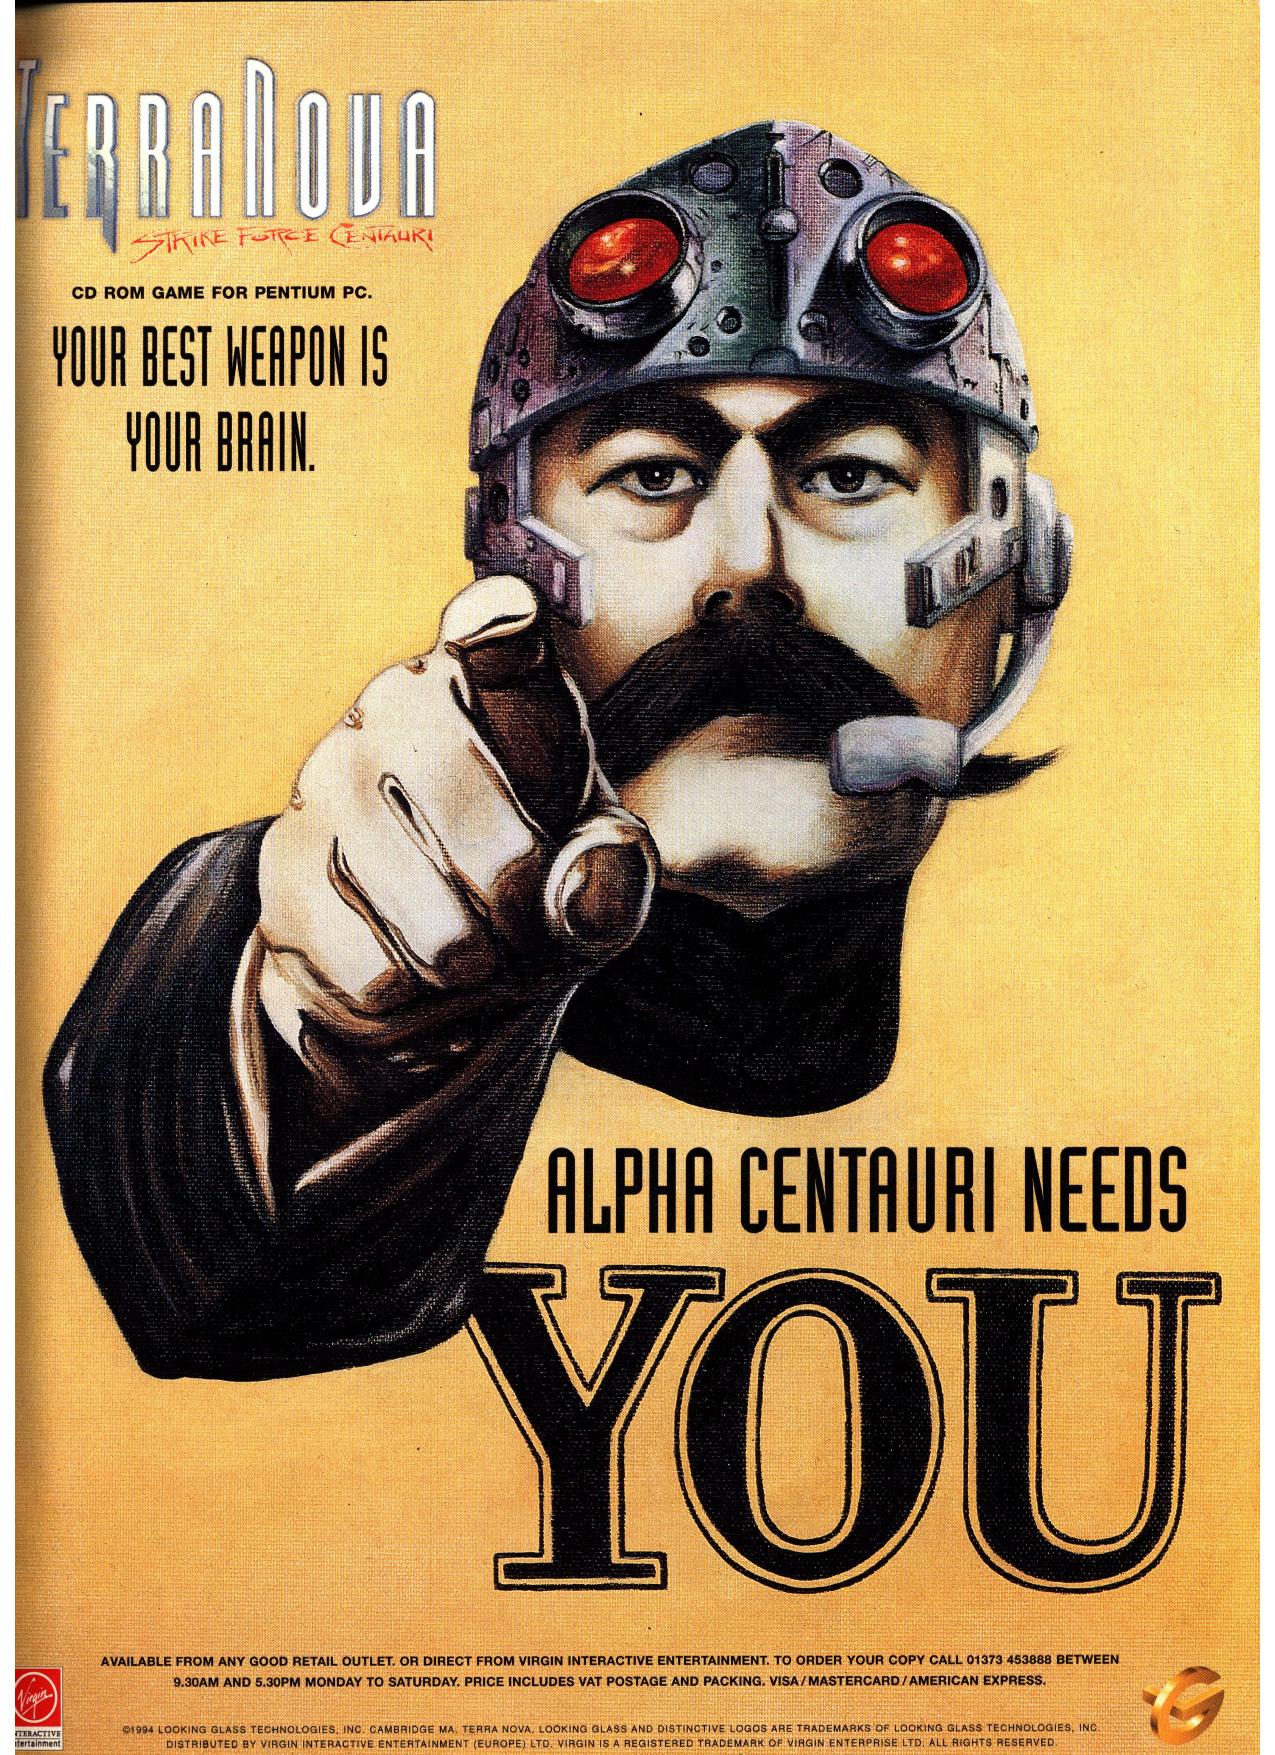 TERRA NOVA
STRIKE FORCE CENTAURI
CD ROM GAME FOR PENTIUM PC.
YOUR BEST WEAPON IS
YOUR BRAIN.
ALPHA CENTAURI NEEDS
YOU
AVAILABLE FROM ANY GOOD RETAIL OUTLET. OR DIRECT FROM VIRGIN INTERACTIVE ENTERTAINMENT. TO ORDER YOUR COPY CALL 01373 453888 BETWEEN
9.30AM AND 5.30PM MONDAY TO SATURDAY. PRICE INCLUDES VAT POSTAGE AND PACKING. VISA/MASTERCARD/AMERICAN EXPRESS.
Virgin
INTERACTIVE
entertainment
©1994 LOOKING GLASS TECHNOLOGIES, INC. CAMBRIDGE MA. TERRA NOVA, LOOKING GLASS AND DISTINCTIVE LOGOS ARE TRADEMARKS OF LOOKING GLASS TECHNOLOGIES, INC.
DISTRIBUTED BY VIRGIN INTERACTIVE ENTERTAINMENT (EUROPE) LTD. VIRGIN IS A REGISTERED TRADEMARK OF VIRGIN ENTERPRISE LTD. ALL RIGHTS RESERVED.